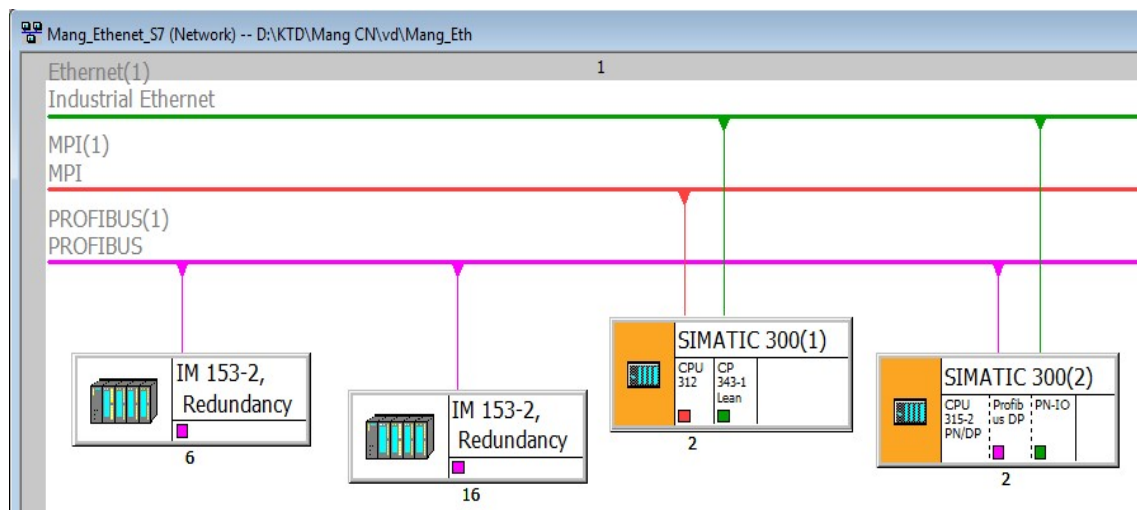 Mang_Ethenet_S7 (Network) -- D:\KTD\Mang CN\vd\Mang_Eth
Ethernet(1)
1
Industrial Ethernet
MPI(1)
MPI
PROFIBUS(1)
PROFIBUS
IM 153-2,
Redundancy
6
IM 153-2,
Redundancy
16
SIMATIC 300(1)
CPU
312
CP
343-1
Lean
2
SIMATIC 300(2)
CPU
315-2
PN/DP
Profib
us DP
PN-IO
2